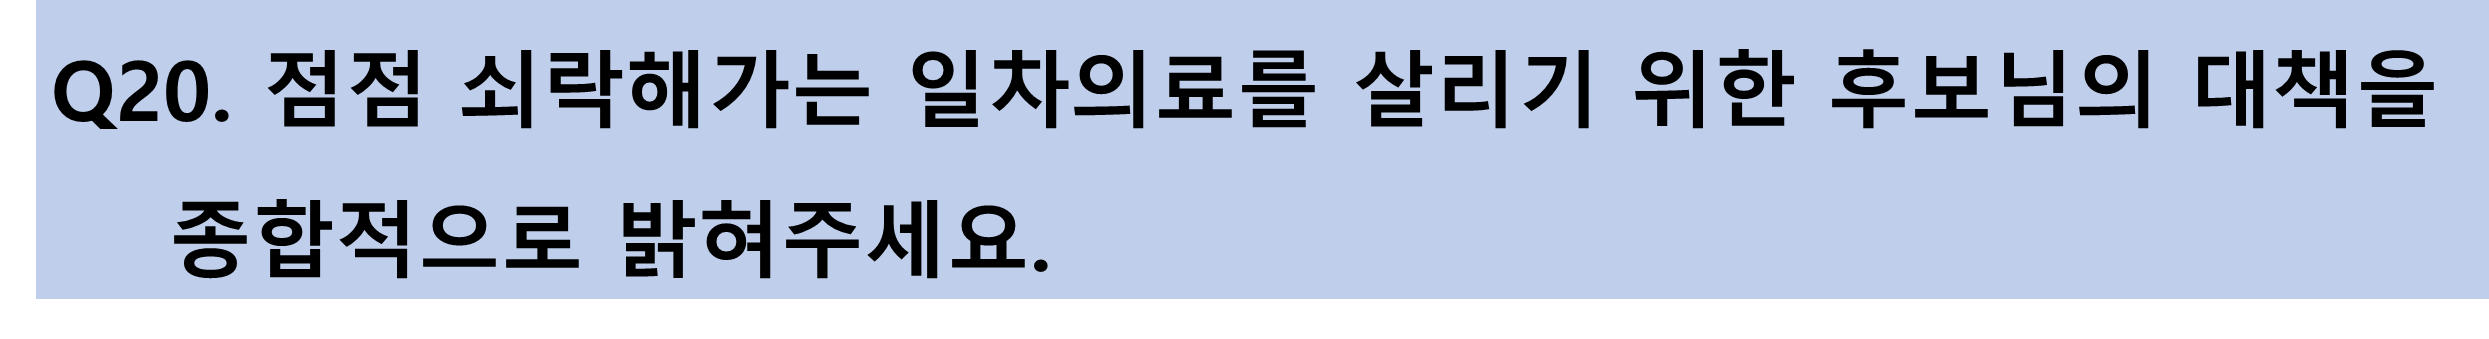 Q20. 점점 쇠락해가는 일차의료를 살리기 위한 후보님의 대책을
종합적으로 밝혀주세요.